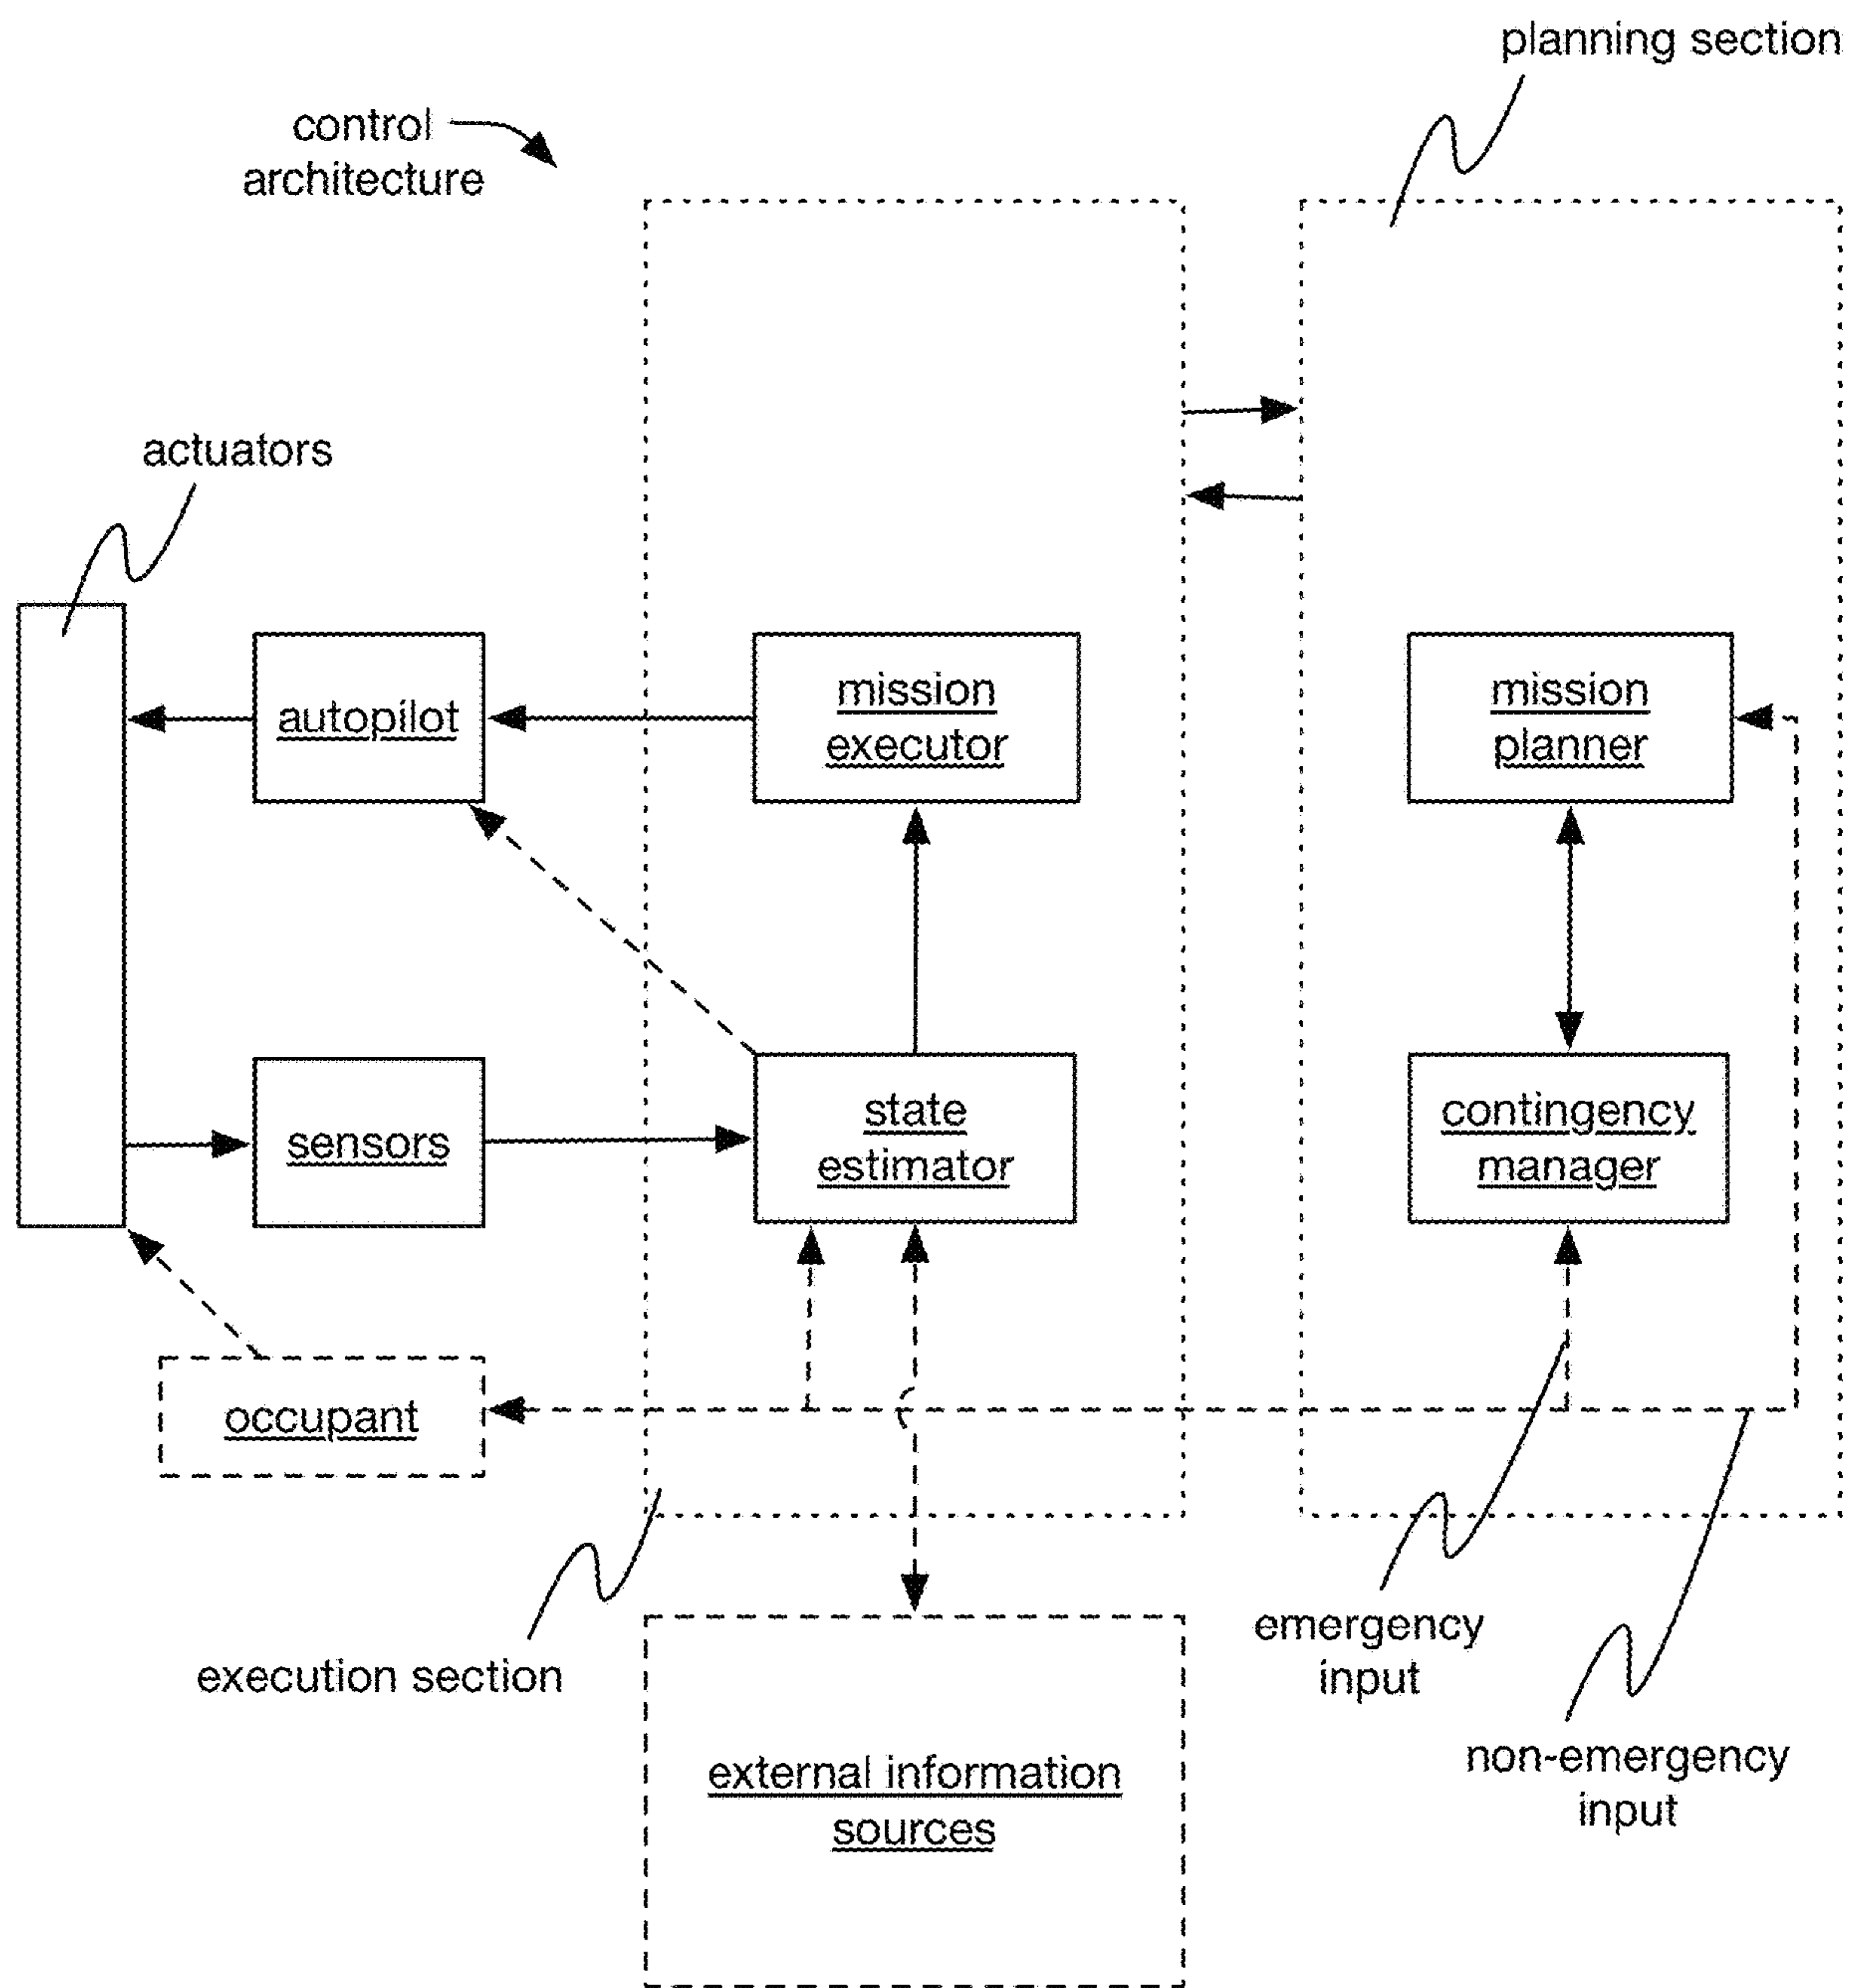 planning section
control
architecture
actuators
autopilot
mission
executor
mission
planner
sensors
state
estimator
contingency
manager
occupant
execution section
emergency
input
external information
sources
non-emergency
input